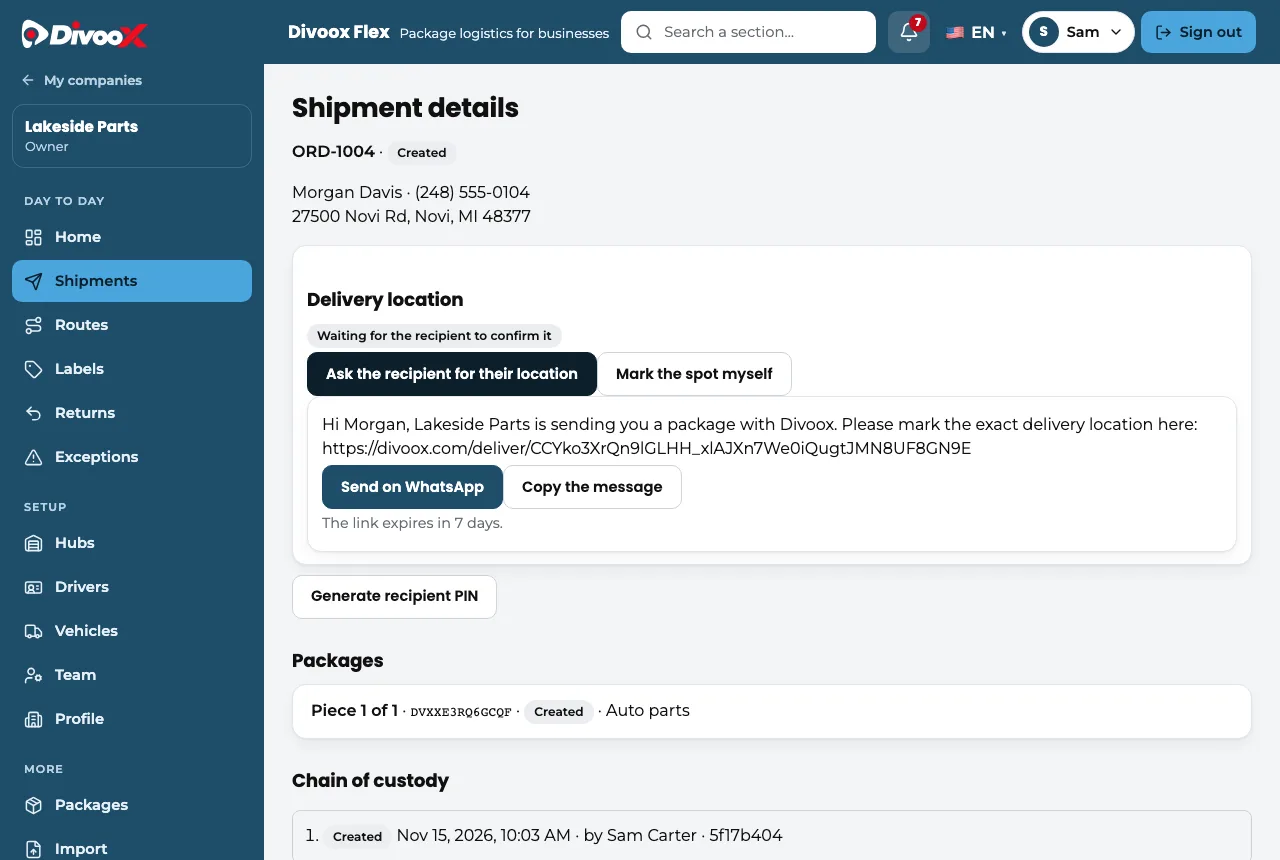 DivooX
Divoox Flex
Package logistics for businesses
Search a section...
7
EN
S
Sam
Sign out
My companies
Lakeside Parts
Owner
DAY TO DAY
Home
Shipments
Routes
Labels
Returns
Exceptions
SETUP
Hubs
Drivers
Vehicles
Team
Profile
MORE
Packages
Import
Shipment details
ORD-1004 · Created
Morgan Davis · (248) 555-0104
27500 Novi Rd, Novi, MI 48377
Delivery location
Waiting for the recipient to confirm it
Ask the recipient for their location
Mark the spot myself
Hi Morgan, Lakeside Parts is sending you a package with Divoox. Please mark the exact delivery location here:
https://divoox.com/deliver/CCYko3XrQn9lGLHH_xlAJXn7We0iQugtJMN8UF8GN9E
Send on WhatsApp
Copy the message
The link expires in 7 days.
Generate recipient PIN
Packages
Piece 1 of 1 · DVXXE3RQ6GCQF · Created · Auto parts
Chain of custody
1. Created Nov 15, 2026, 10:03 AM · by Sam Carter · 5f17b404